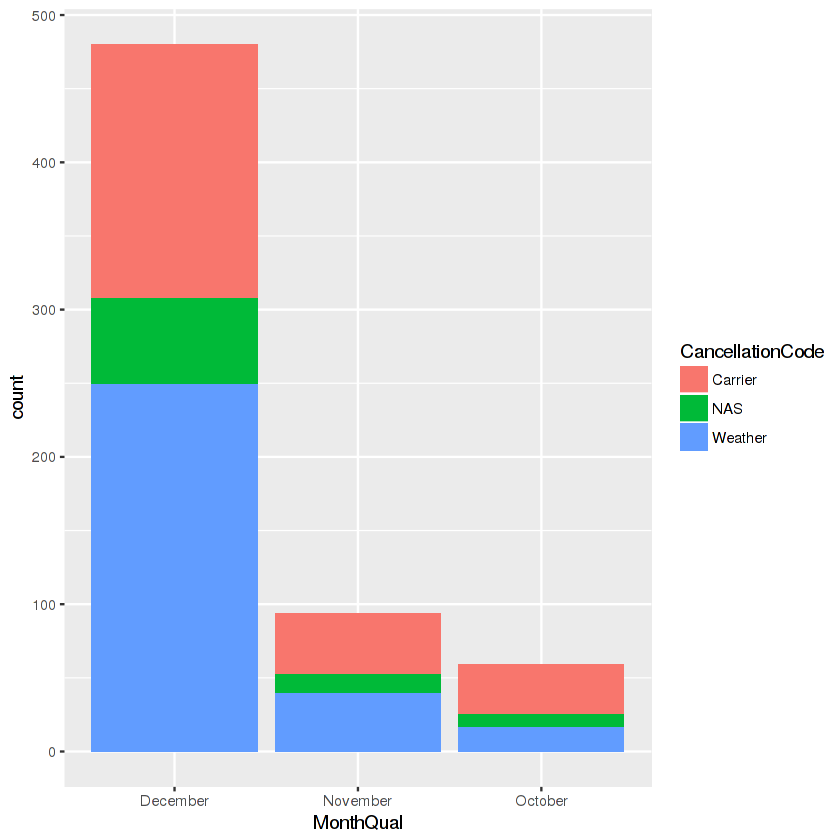 500
400
300
200
100
0
count
December November October
MonthQual
CancellationCode
Carrier
NAS
Weather